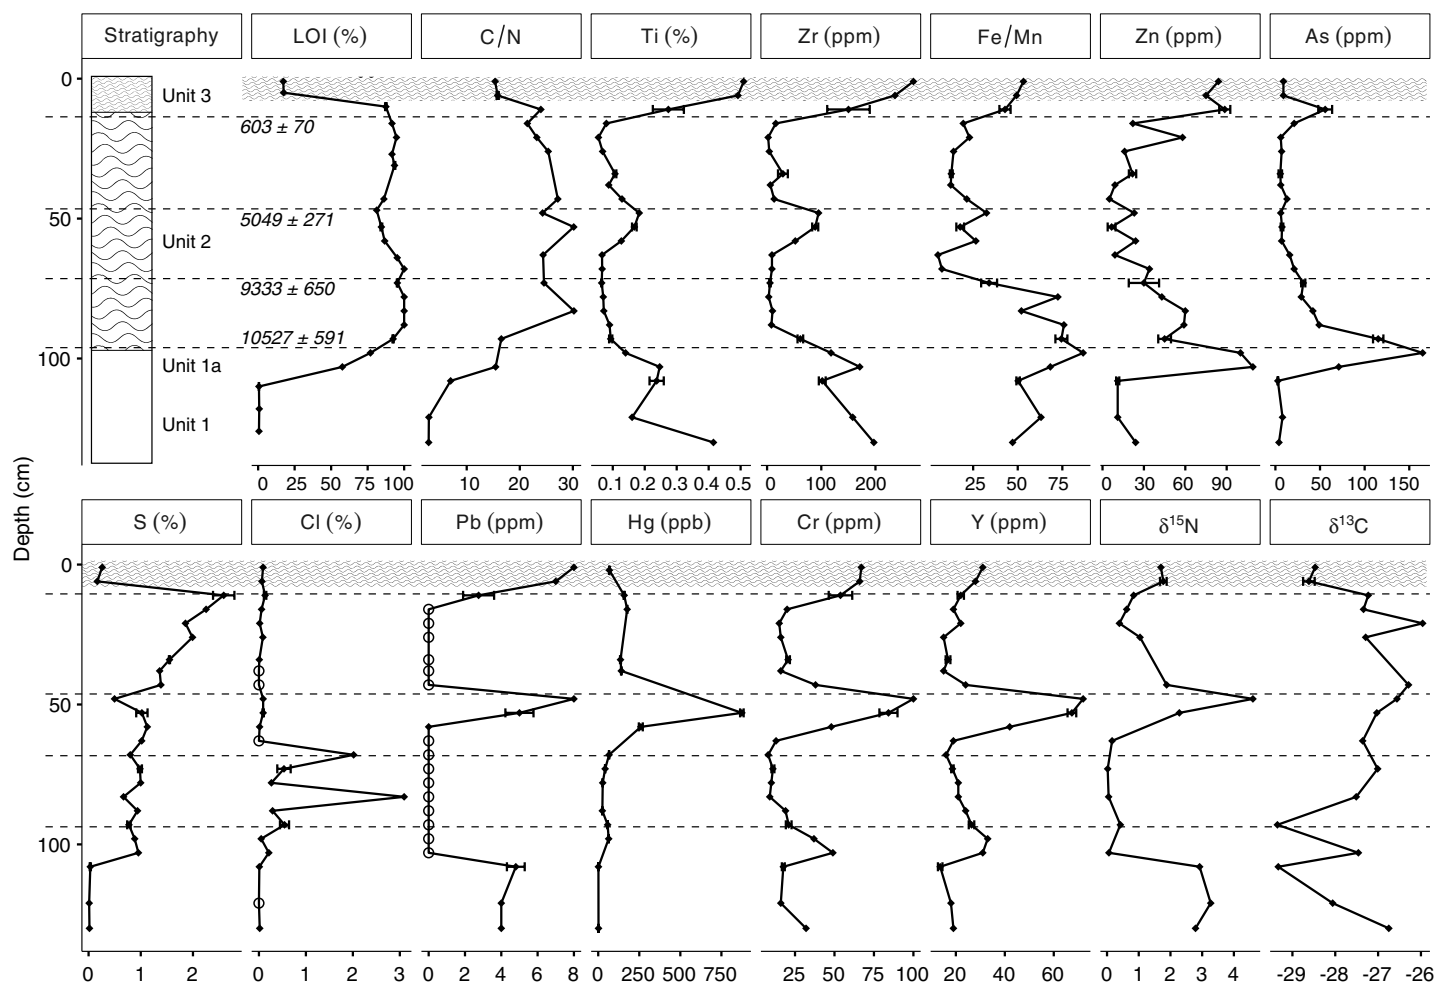 Stratigraphy LOI (%) C/N Ti (%) Zr (ppm) Fe/Mn Zn (ppm) As (ppm)
0
Unit 3
603 ± 70
50
5049 ± 271
Unit 2
9333 ± 650
10527 ± 591
100
Unit 1a
Unit 1
0 25 50 75 100 10 20 30 0.1 0.2 0.3 0.4 0.5 0 100 200 25 50 75 0 30 60 90 0 50 100 150
Depth (cm)
S (%) Cl (%) Pb (ppm) Hg (ppb) Cr (ppm) Y (ppm) δ¹⁵N δ¹³C
0
50
100
0 1 2 0 1 2 3 0 2 4 6 8 0 250 500 750 25 50 75 100 20 40 60 0 1 2 3 4 -29 -28 -27 -26